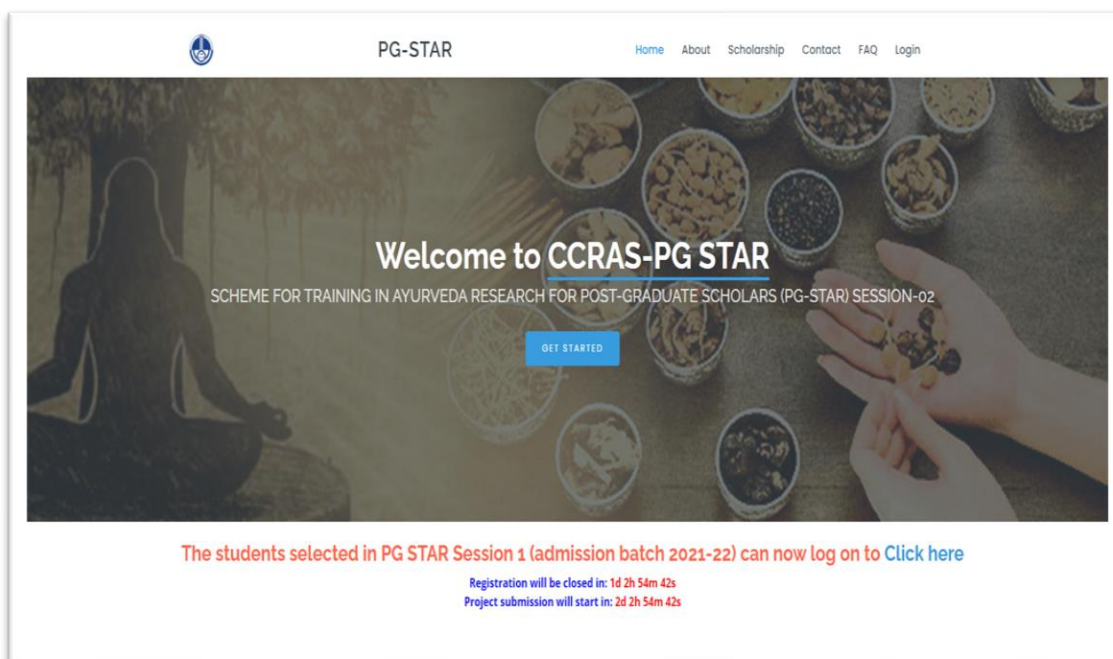 PG-STAR
Home About Scholarship Contact FAQ Login
Welcome to CCRAS-PG STAR
SCHEME FOR TRAINING IN AYURVEDA RESEARCH FOR POST-GRADUATE SCHOLARS (PG-STAR) SESSION-02
GET STARTED
The students selected in PG STAR Session 1 (admission batch 2021-22) can now log on to Click here
Registration will be closed in: 1d 2h 54m 42s
Project submission will start in: 2d 2h 54m 42s